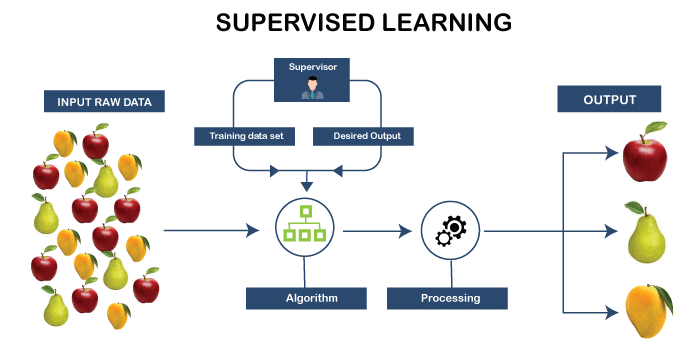 SUPERVISED LEARNING
Supervisor
INPUT RAW DATA
OUTPUT
Training data set
Desired Output
Algorithm
Processing